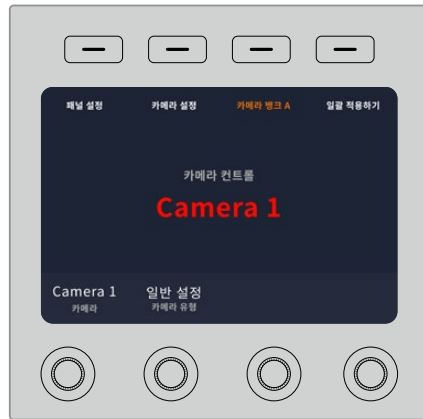 패널 설정 카메라 설정 카메라 뱅크 A 일괄 적용하기
카메라 컨트롤
Camera 1
Camera 1 일반 설정
카메라 카메라 유형